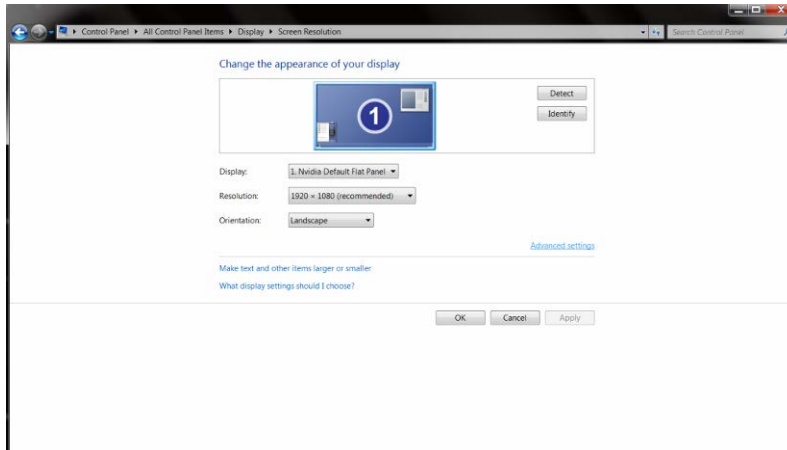 Control Panel ▸ All Control Panel Items ▸ Display ▸ Screen Resolution
Search Control Panel
Change the appearance of your display
1
Detect
Identify
Display: 1. Nvidia Default Flat Panel
Resolution: 1920 × 1080 (recommended)
Orientation: Landscape
Advanced settings
Make text and other items larger or smaller
What display settings should I choose?
OK Cancel Apply